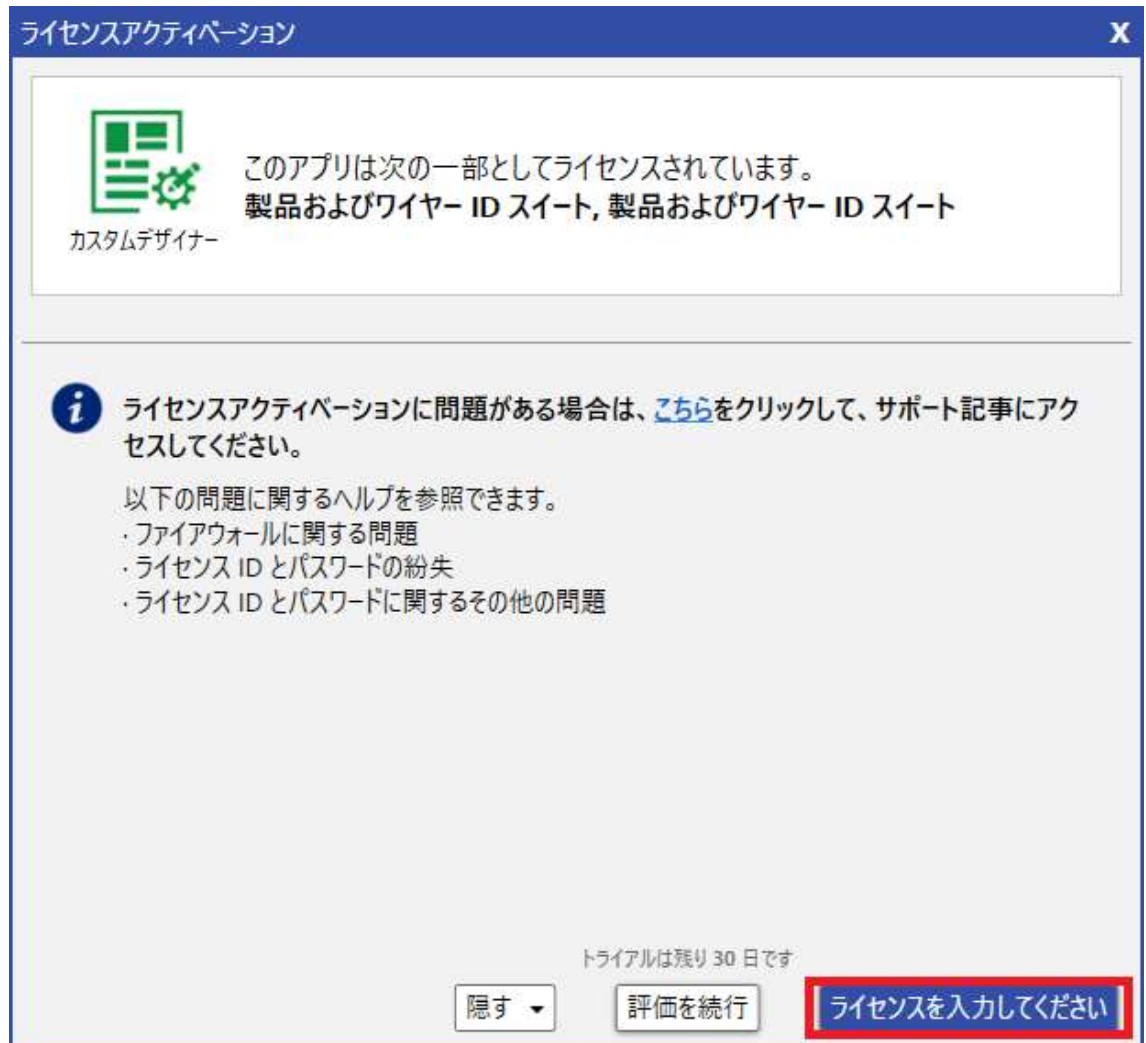 ライセンスアクティベーション X
このアプリは次の一部としてライセンスされています。
製品およびワイヤー ID スイート, 製品およびワイヤー ID スイート
カスタムデザイナー
i
ライセンスアクティベーションに問題がある場合は、こちらをクリックして、サポート記事にアク
セスしてください。
以下の問題に関するヘルプを参照できます。
· ファイアウォールに関する問題
· ライセンス ID とパスワードの紛失
· ライセンス ID とパスワードに関するその他の問題
トライアルは残り 30 日です
隠す 評価を続行 ライセンスを入力してください